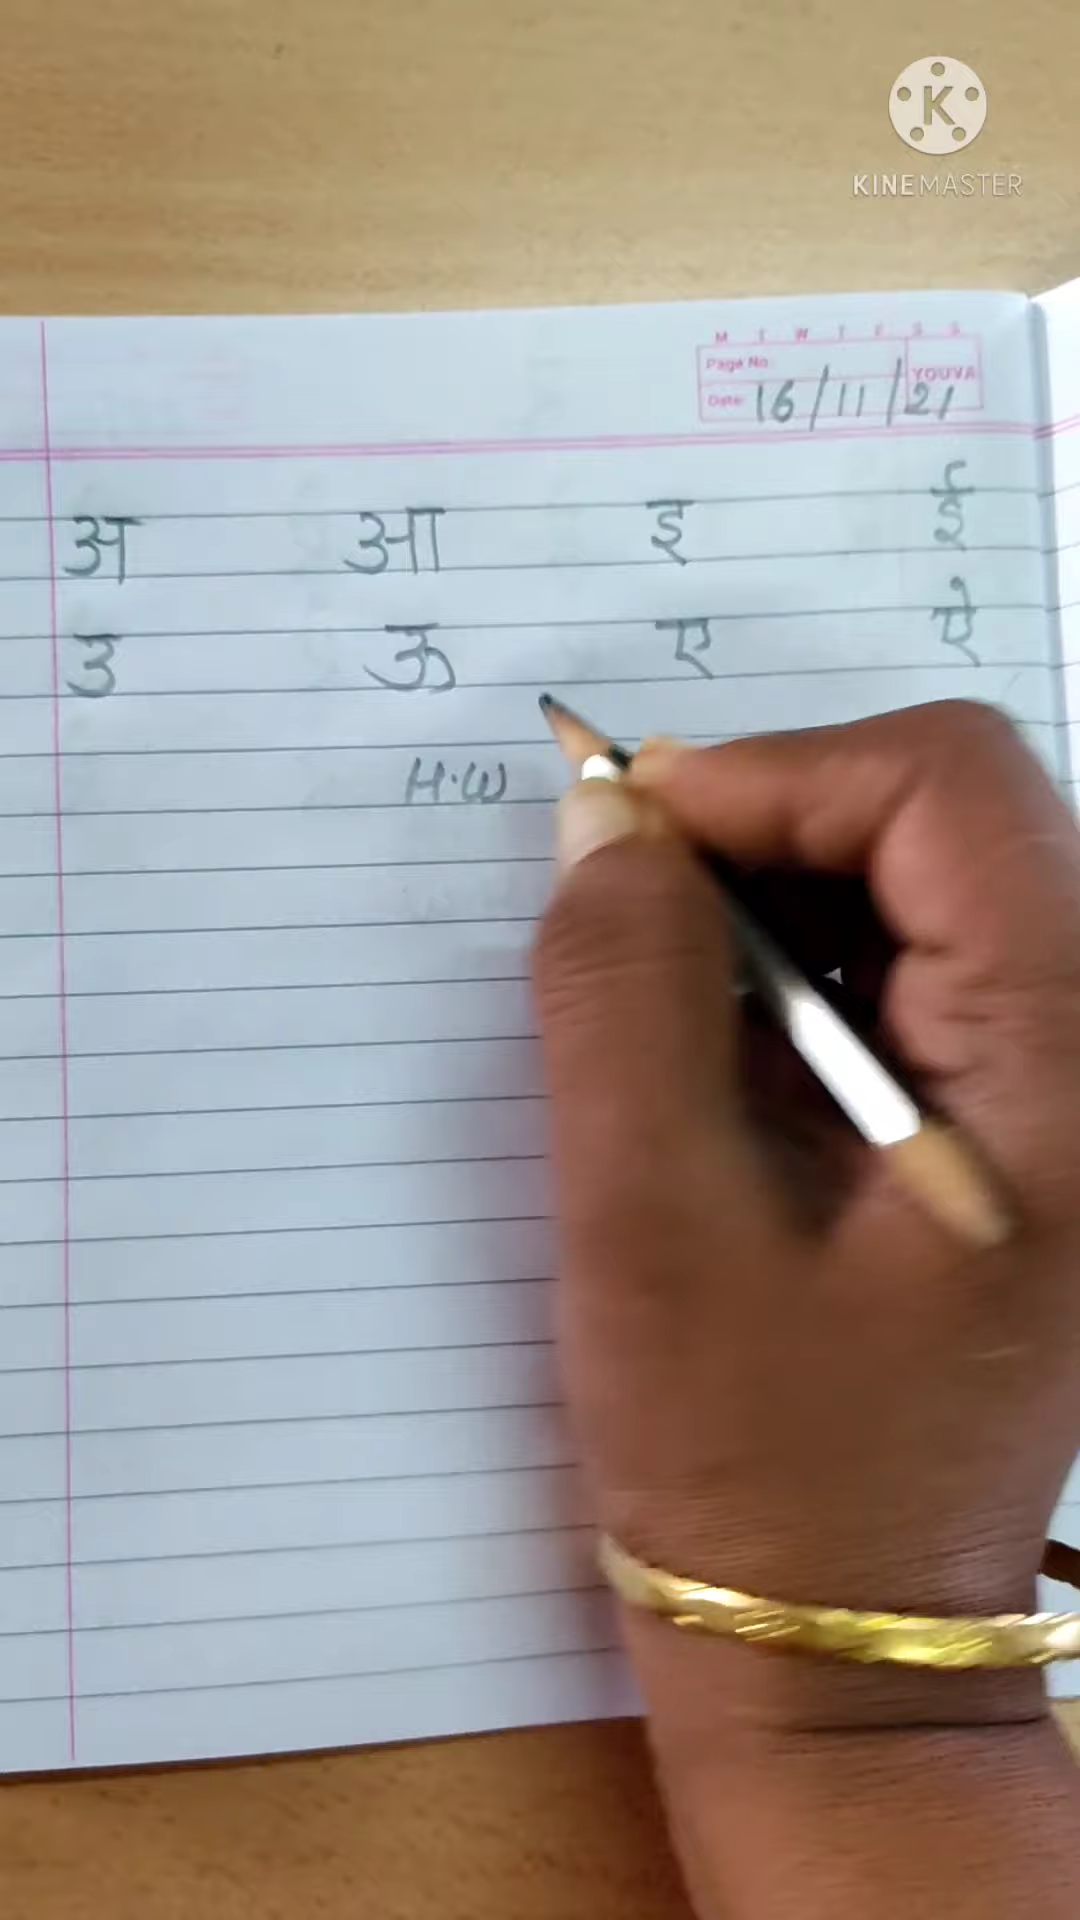 K
KINEMASTER
M T W T F S S
Page No.
YOUVA
Date: 16/11/21
अ आ इ ई
उ ऊ ए ऐ
H.W